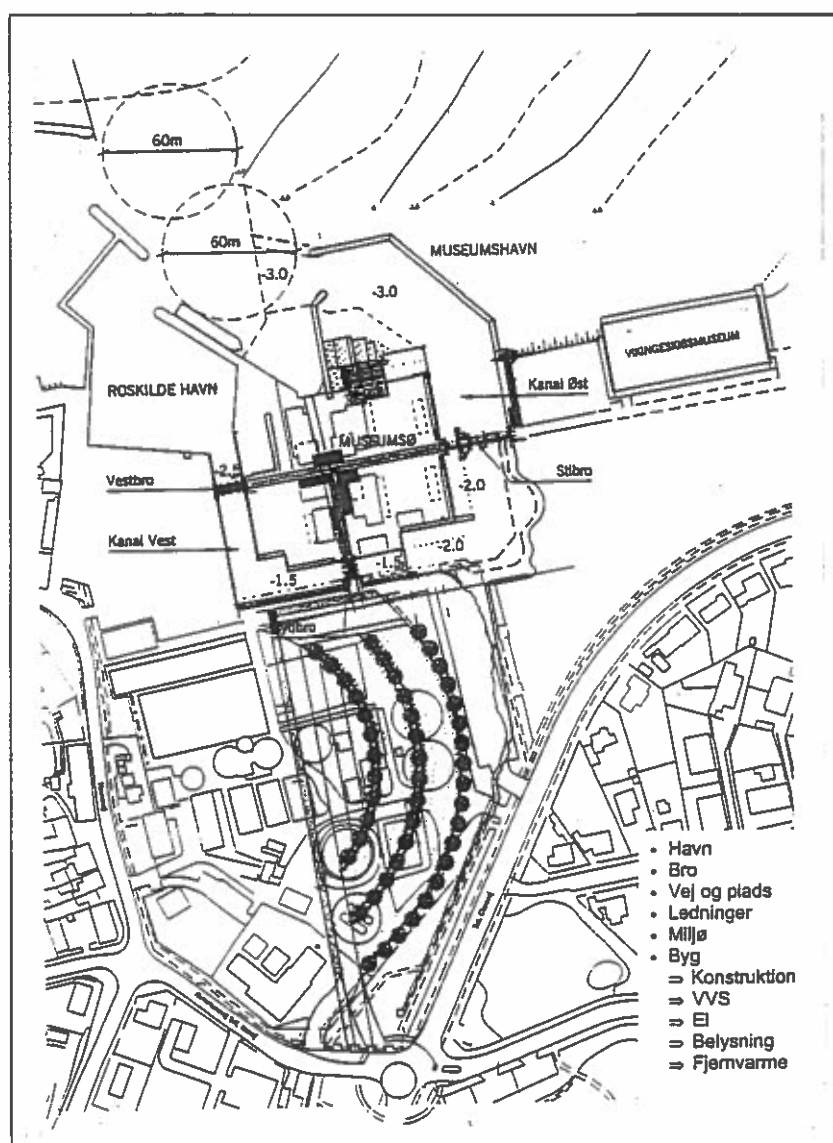 60m
60m
MUSEUMSHAVN
-3.0
-3.0
VIKINGESKIBSMUSEUM
ROSKILDE HAVN
Kanal Øst
MUSEUMSØ
-2.5
Vestbro
Stibro
-2.0
Kanal Vest
-2.0
-1.5
-1.5
• Havn
• Bro
• Vej og plads
• Ledninger
• Miljø
• Byg
⇒ Konstruktion
⇒ VVS
⇒ El
⇒ Belysning
⇒ Fjernvarme